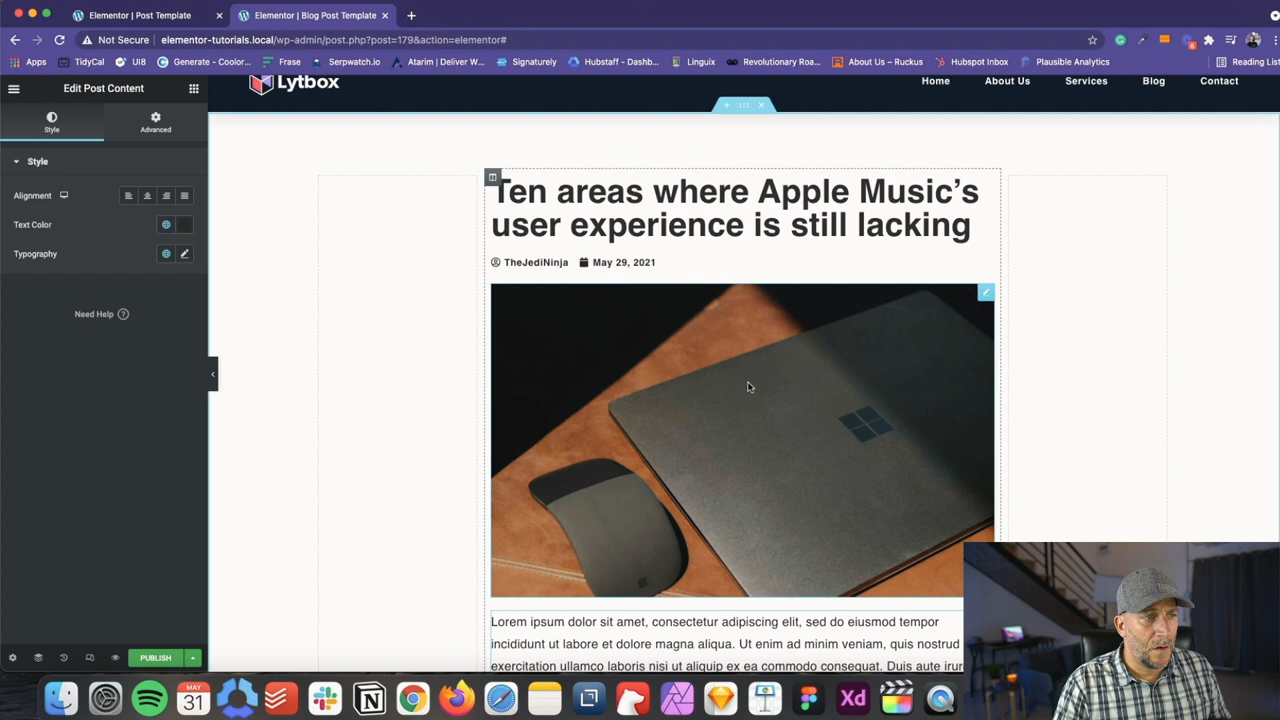 Elementor | Post Template
Elementor | Blog Post Template
Not Secure
elementor-tutorials.local/wp-admin/post.php?post=179&action=elementor#
Apps
TidyCal
UI8
Generate - Coolor...
Frase
Serpwatch.io
Atarim | Deliver W...
Signaturely
Hubstaff - Dashb...
Linguix
Revolutionary Roa...
About Us – Ruckus
Hubspot Inbox
Plausible Analytics
Reading List
Edit Post Content
Lytbox
Home
About Us
Services
Blog
Contact
Style
Advanced
Style
Alignment
Text Color
Typography
Need Help
Ten areas where Apple Music’s
user experience is still lacking
TheJediNinja
May 29, 2021
Lorem ipsum dolor sit amet, consectetur adipiscing elit, sed do eiusmod tempor
incididunt ut labore et dolore magna aliqua. Ut enim ad minim veniam, quis nostrud
exercitation ullamco laboris nisi ut aliquip ex ea commodo consequat. Duis aute irur
PUBLISH
MAY
31
Xd